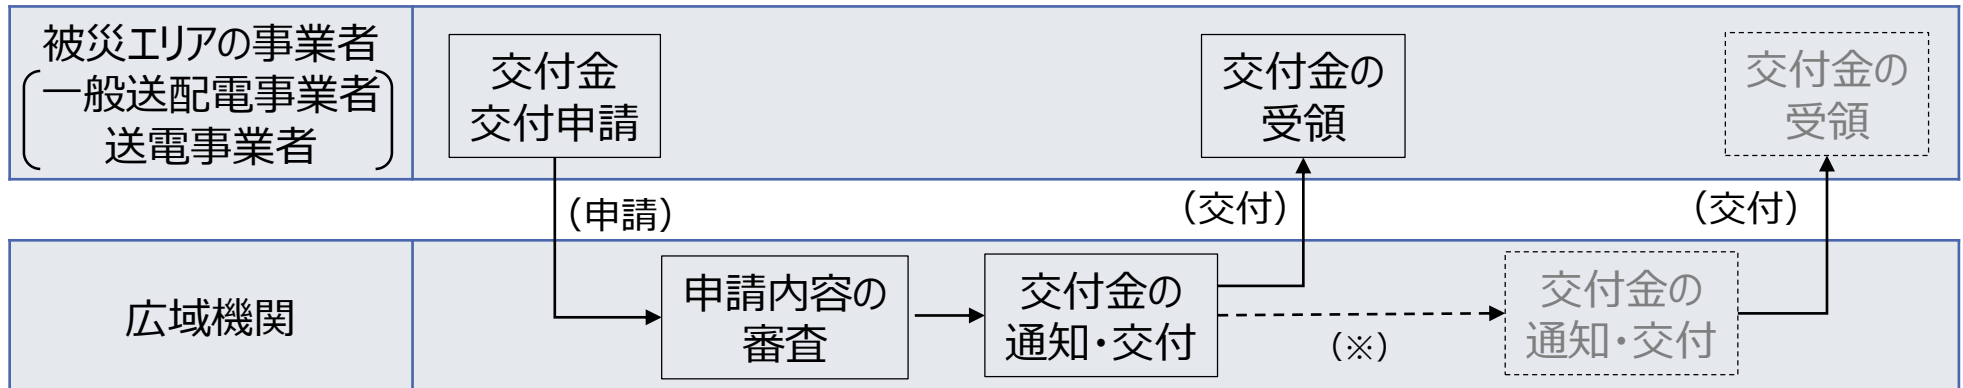 被災エリアの事業者
一般送配電事業者
送電事業者
交付金
交付申請
交付金の
受領
交付金の
受領
（申請）
（交付）
（交付）
広域機関
申請内容の
審査
交付金の
通知・交付
（※）
交付金の
通知・交付